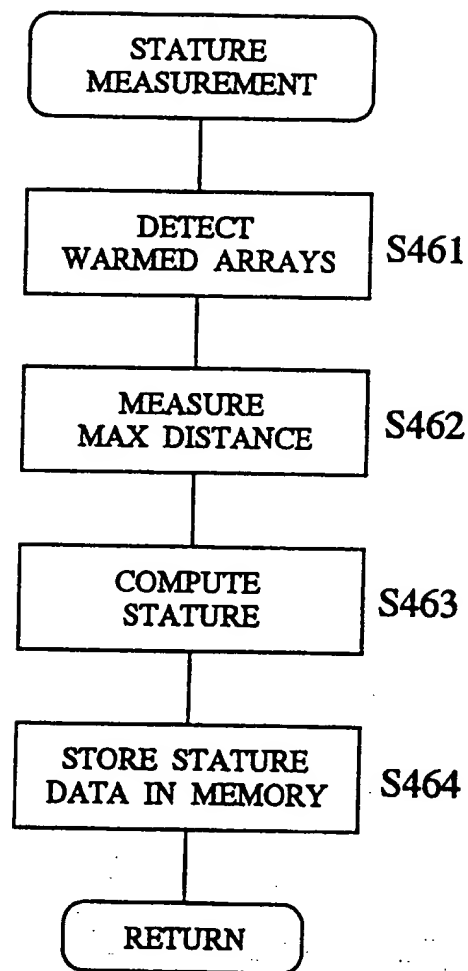 STATURE
MEASUREMENT
DETECT
WARMED ARRAYS
S461
MEASURE
MAX DISTANCE
S462
COMPUTE
STATURE
S463
STORE STATURE
DATA IN MEMORY
S464
RETURN